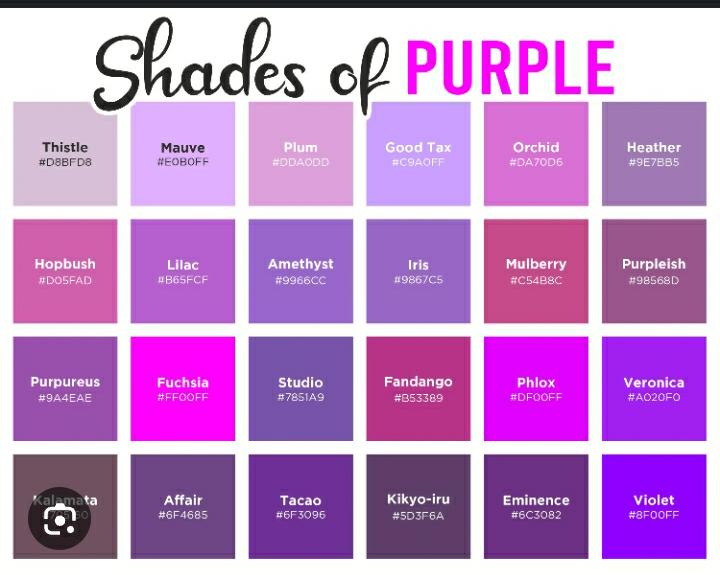 Shades of PURPLE
Thistle
#D8BFD8
Mauve
#E0B0FF
Plum
#DDA0DD
Good Tax
#C9A0FF
Orchid
#DA70D6
Heather
#9E7BB5
Hopbush
#D05FAD
Lilac
#B65FCF
Amethyst
#9966CC
Iris
#9867C5
Mulberry
#C54B8C
Purpleish
#98568D
Purpureus
#9A4EAE
Fuchsia
#FF00FF
Studio
#7851A9
Fandango
#B53389
Phlox
#DF00FF
Veronica
#A020F0
Kalamata
Affair
#6F4685
Tacao
#6F3096
Kikyo-iru
#5D3F6A
Eminence
#6C3082
Violet
#8F00FF